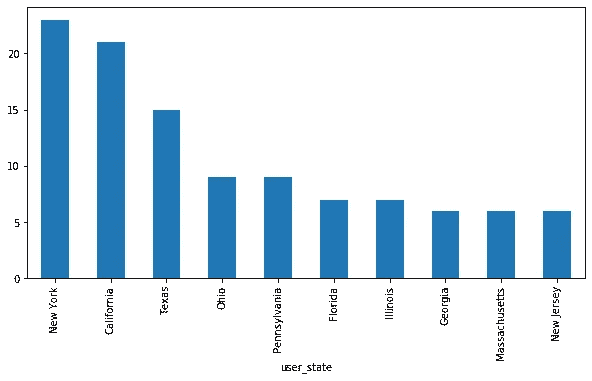 20
15
10
5
0
New York
California
Texas
Ohio
Pennsylvania
Florida
Illinois
Georgia
Massachusetts
New Jersey
user_state